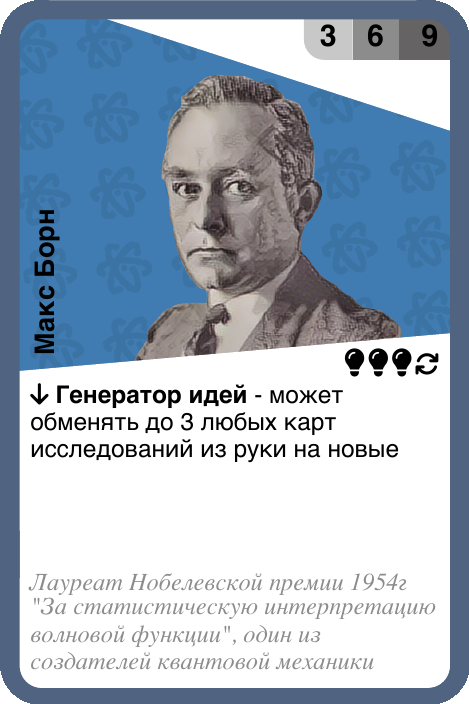 3 6 9
Макс Борн
↓ Генератор идей - может
обменять до 3 любых карт
исследований из руки на новые
Лауреат Нобелевской премии 1954г
"За статистическую интерпретацию
волновой функции", один из
создателей квантовой механики